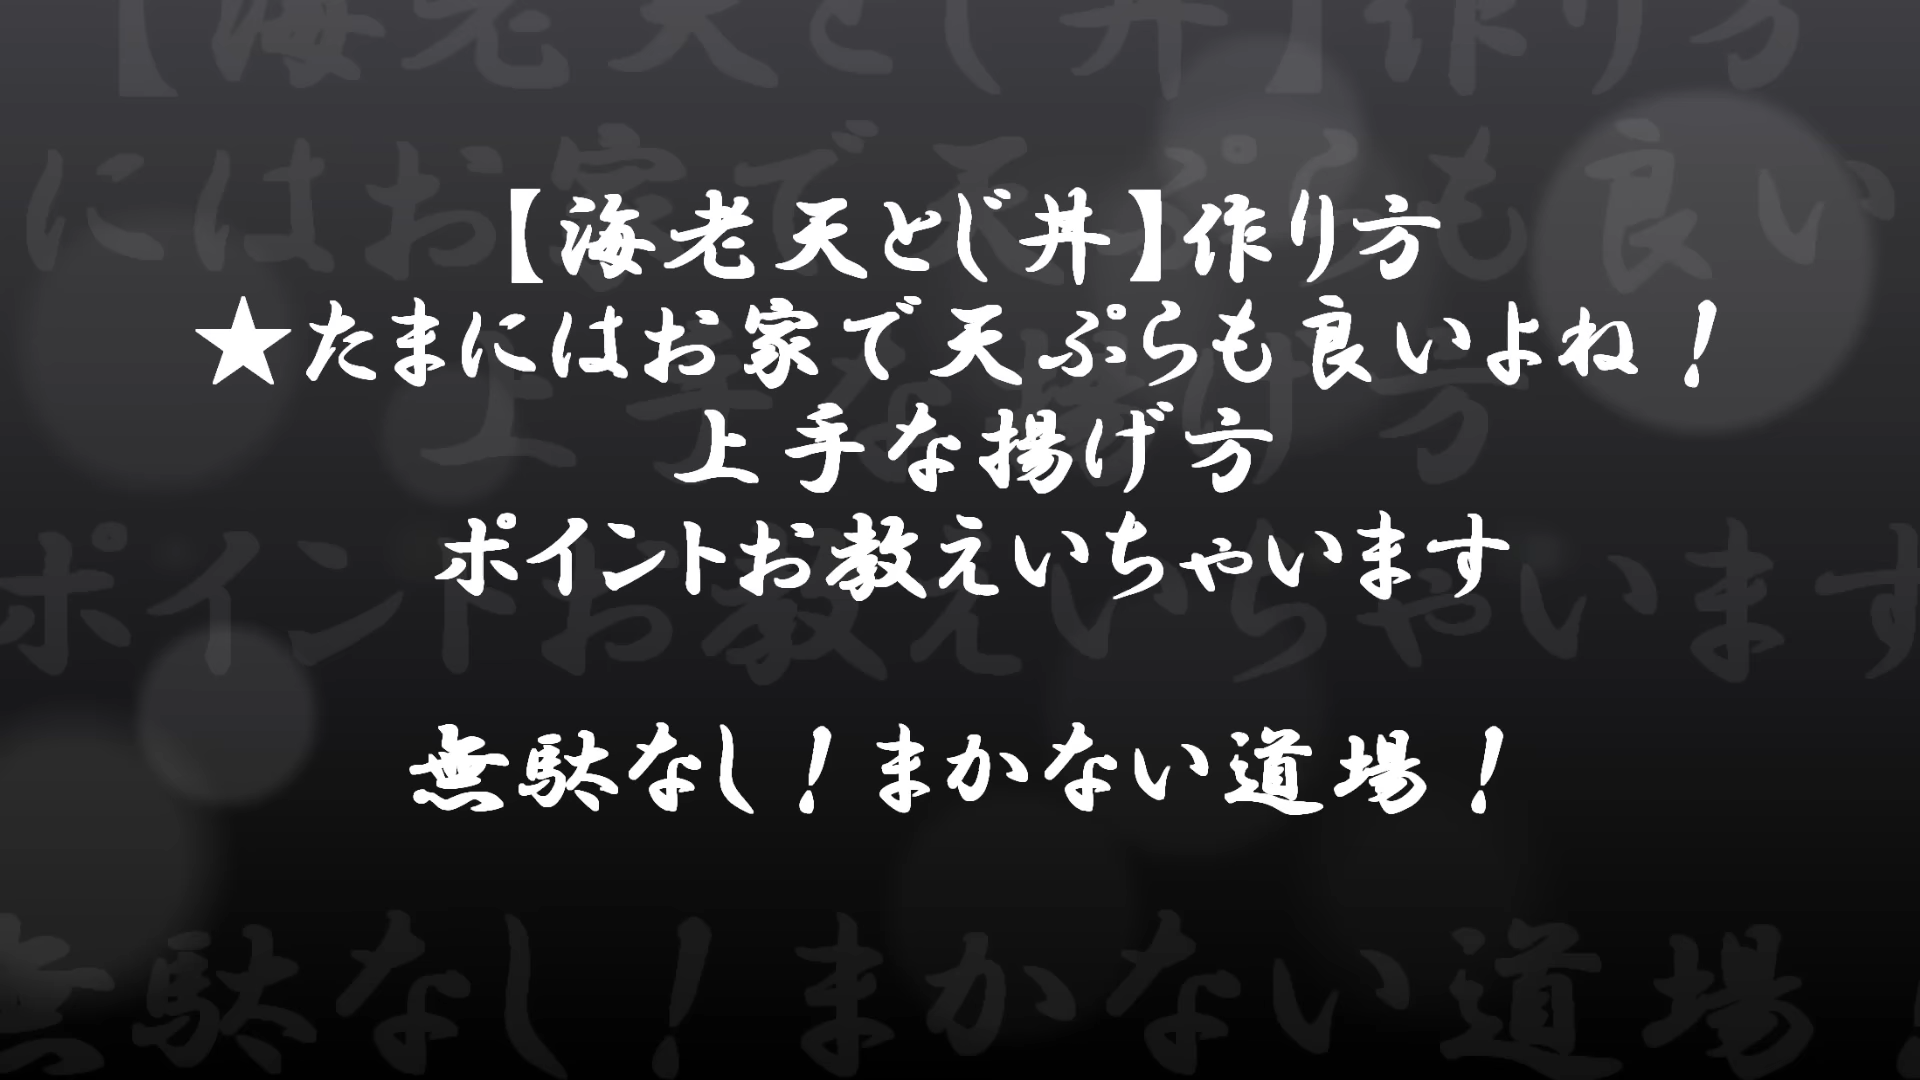 【海老天とじ丼】作り方
★たまにはお家で天ぷらも良いよね！
上手な揚げ方
ポイントお教えいちゃいます
無駄なし！まかない道場！